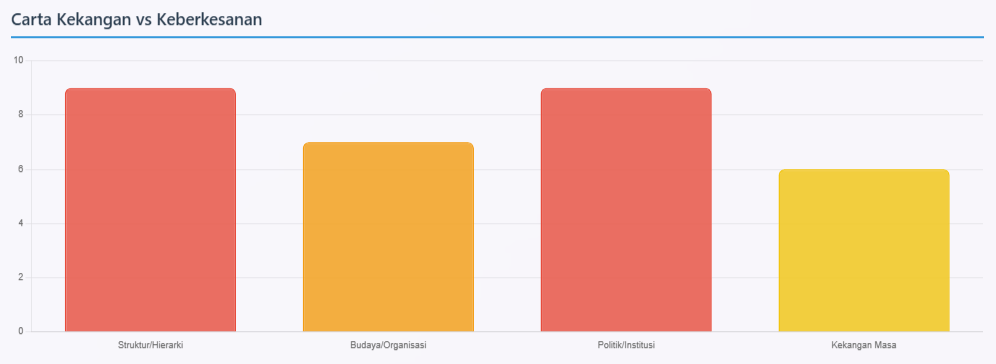 Carta Kekangan vs Keberkesanan
10
8
6
4
2
0
Struktur/Hierarki
Budaya/Organisasi
Politik/Institusi
Kekangan Masa